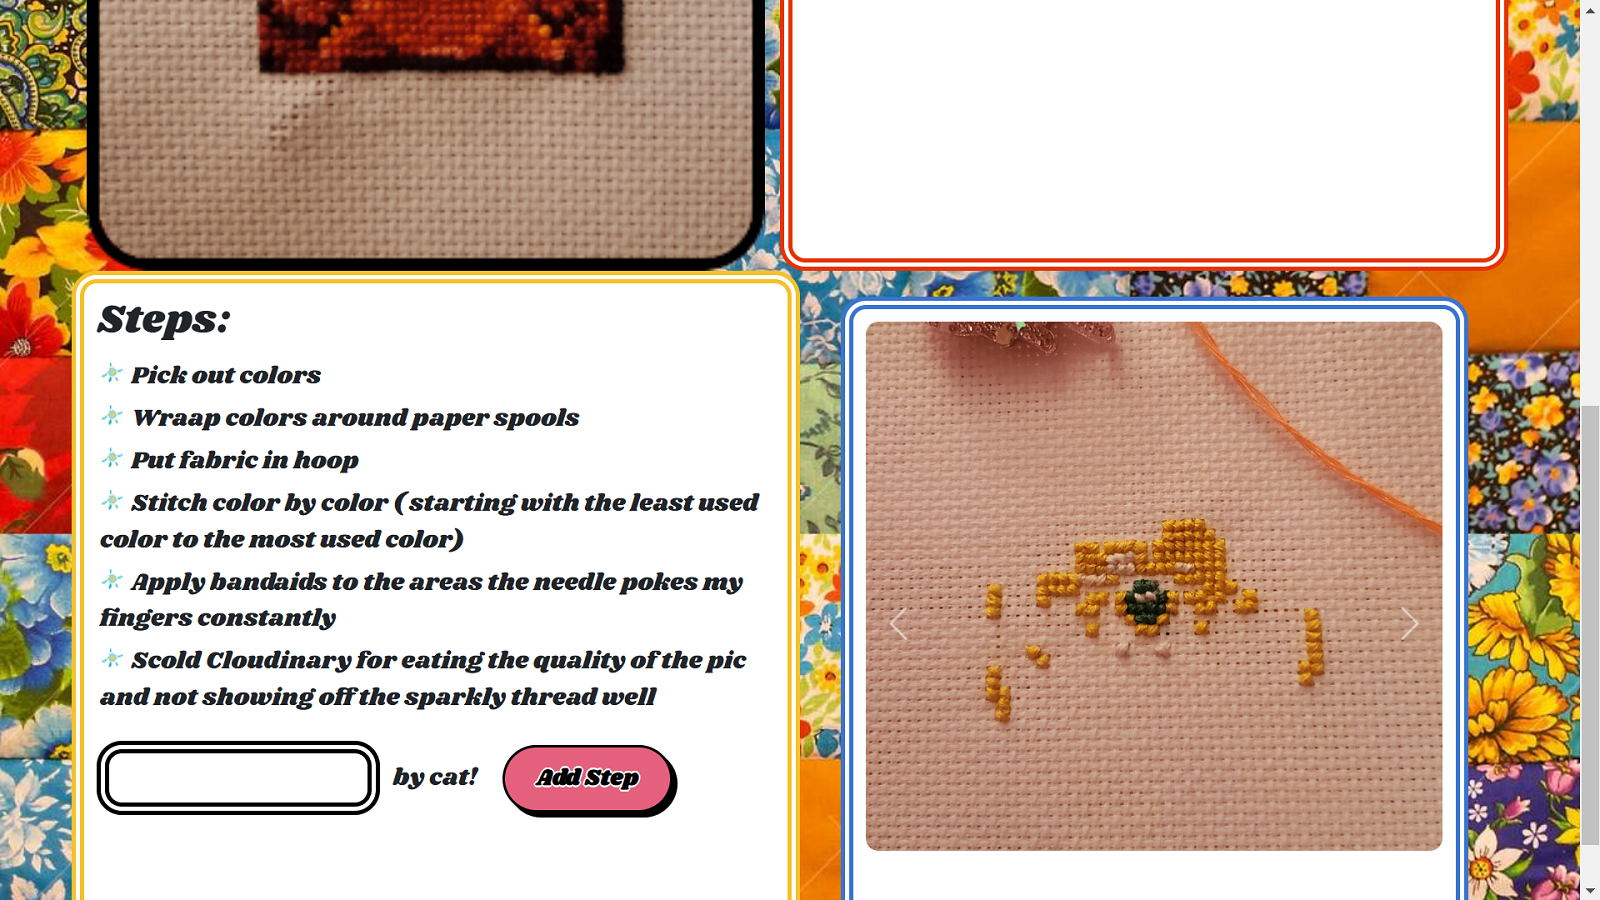 Steps:
Pick out colors
Wraap colors around paper spools
Put fabric in hoop
Stitch color by color ( starting with the least used
color to the most used color)
Apply bandaids to the areas the needle pokes my
fingers constantly
Scold Cloudinary for eating the quality of the pic
and not showing off the sparkly thread well
by cat!
Add Step